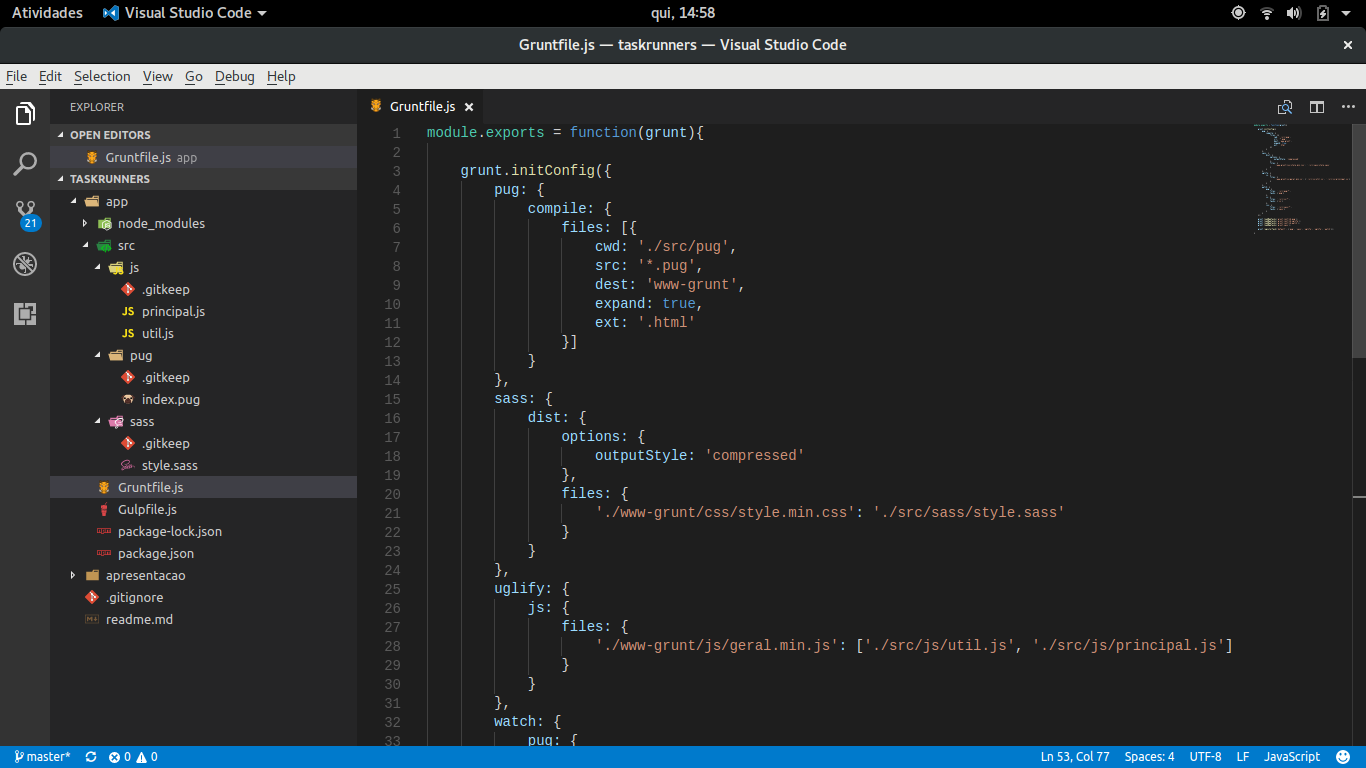 Atividades Visual Studio Code qui, 14:58
Gruntfile.js — taskrunners — Visual Studio Code
File Edit Selection View Go Debug Help
EXPLORER
OPEN EDITORS
Gruntfile.js app
TASKRUNNERS
app
node_modules
src
js
.gitkeep
JS principal.js
JS util.js
pug
.gitkeep
index.pug
sass
.gitkeep
style.sass
Gruntfile.js
Gulpfile.js
package-lock.json
package.json
apresentacao
.gitignore
readme.md
21
Gruntfile.js
1 module.exports = function(grunt){
2
3 grunt.initConfig({
4 pug: {
5 compile: {
6 files: [{
7 cwd: './src/pug',
8 src: '*.pug',
9 dest: 'www-grunt',
10 expand: true,
11 ext: '.html'
12 }]
13 }
14 },
15 sass: {
16 dist: {
17 options: {
18 outputStyle: 'compressed'
19 },
20 files: {
21 './www-grunt/css/style.min.css': './src/sass/style.sass'
22 }
23 }
24 },
25 uglify: {
26 js: {
27 files: {
28 './www-grunt/js/geral.min.js': ['./src/js/util.js', './src/js/principal.js']
29 }
30 }
31 },
32 watch: {
33 pug: {
master* 0 0 Ln 53, Col 77 Spaces: 4 UTF-8 LF JavaScript